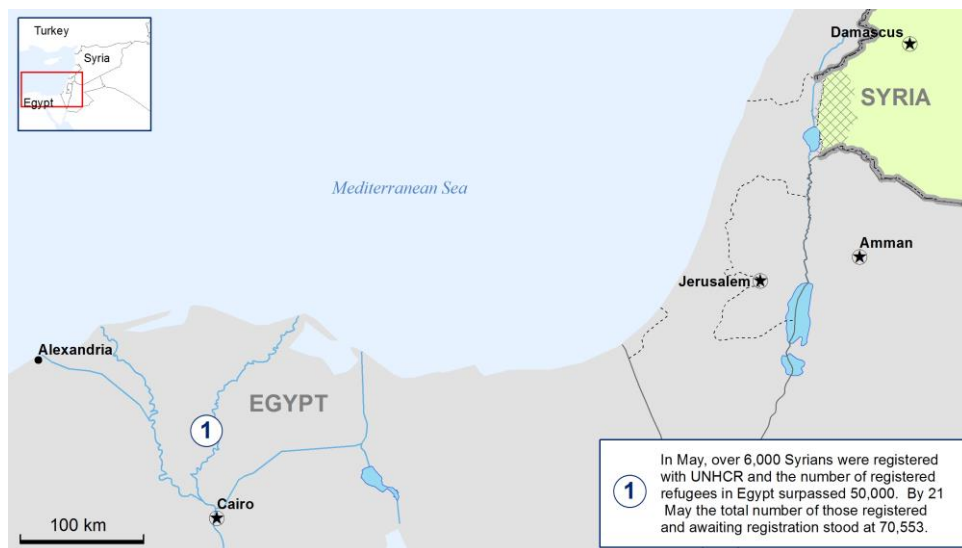 Turkey
Syria
Egypt
Damascus
SYRIA
Mediterranean Sea
Amman
Jerusalem
Alexandria
EGYPT
1
Cairo
100 km
1
In May, over 6,000 Syrians were registered
with UNHCR and the number of registered
refugees in Egypt surpassed 50,000. By 21
May the total number of those registered
and awaiting registration stood at 70,553.